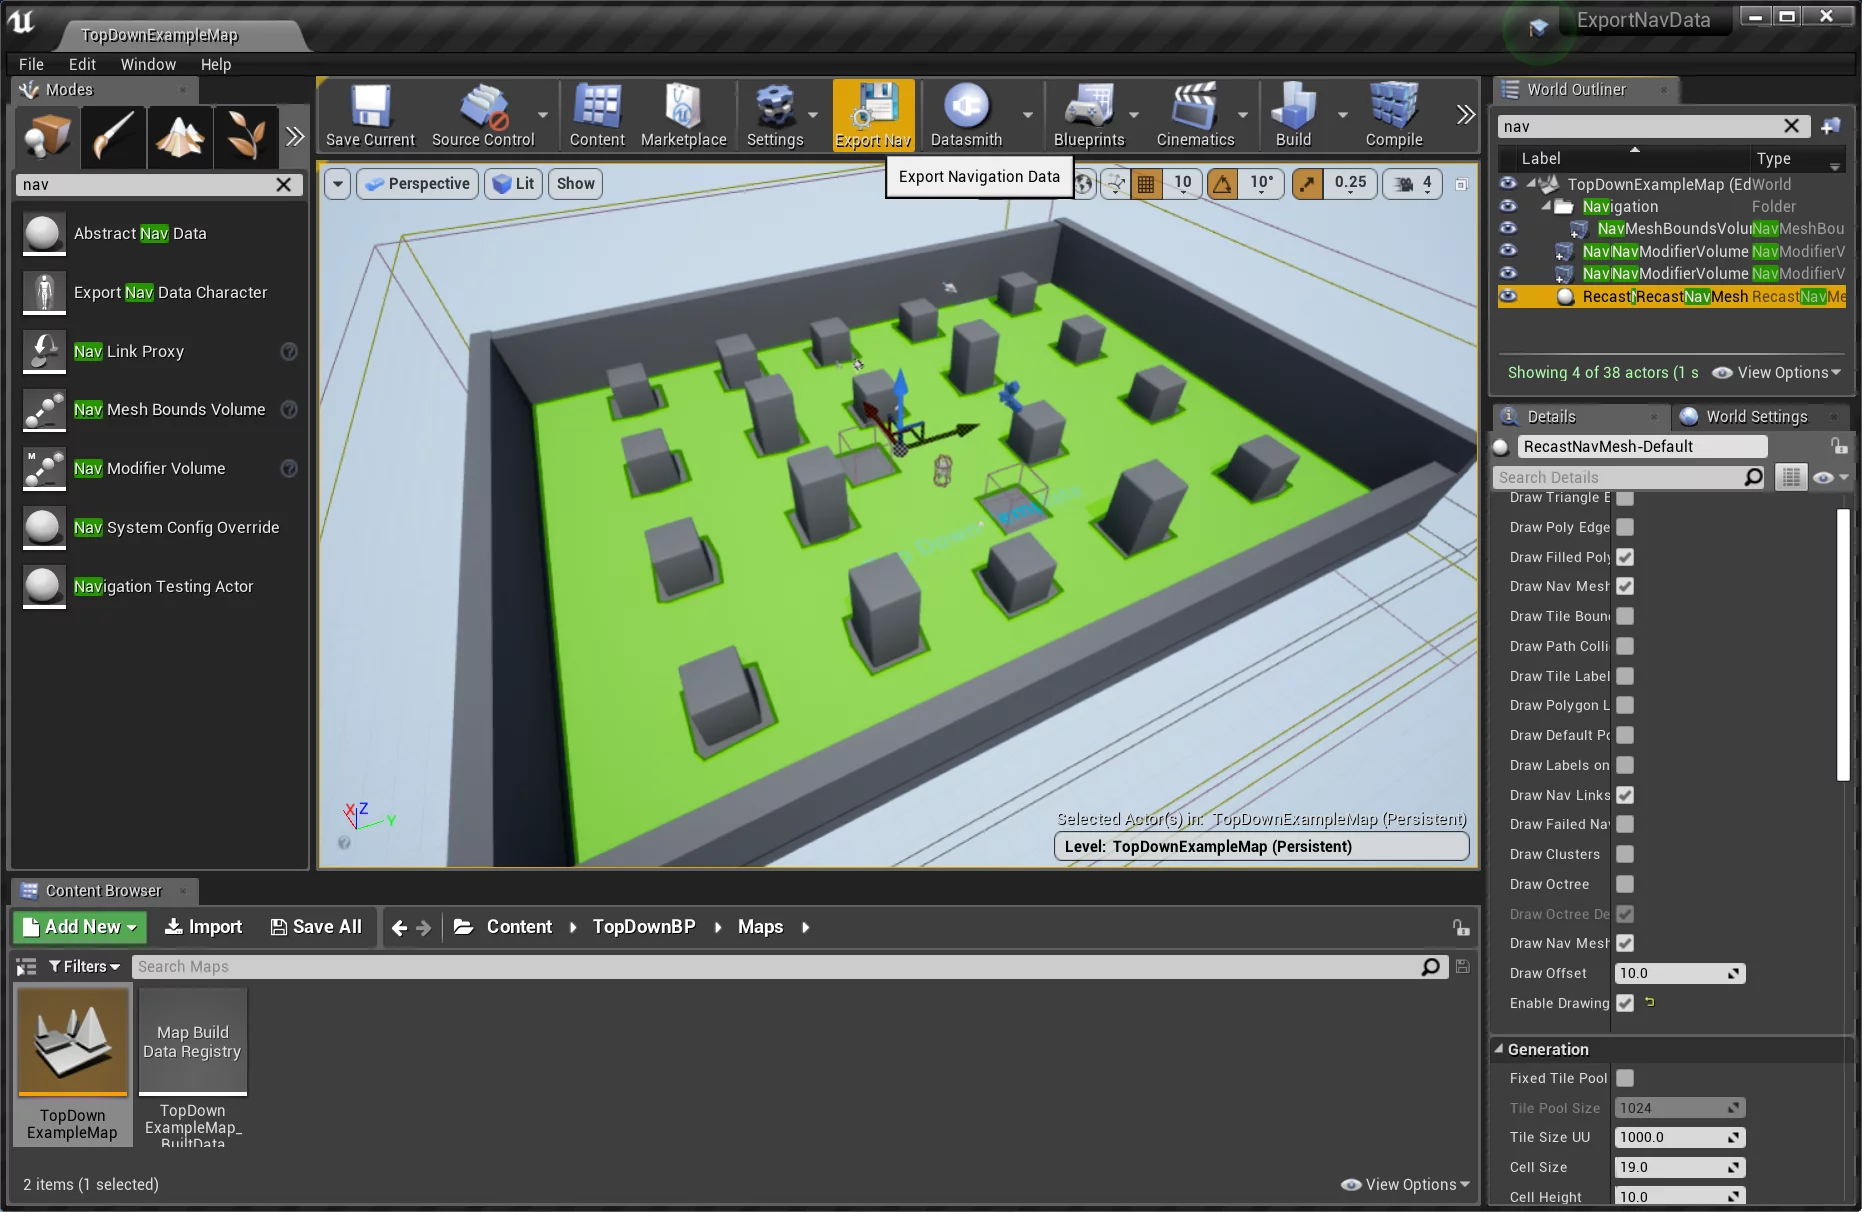 TopDownExampleMap
ExportNavData
File Edit Window Help
Modes
nav
Abstract Nav Data
Export Nav Data Character
Nav Link Proxy
Nav Mesh Bounds Volume
Nav Modifier Volume
Nav System Config Override
Navigation Testing Actor
Save Current
Source Control
Content
Marketplace
Settings
Export Nav
Datasmith
Blueprints
Cinematics
Build
Compile
Export Navigation Data
Perspective
Lit
Show
10
10°
0.25
4
X Z Y
Selected Actor(s) in: TopDownExampleMap (Persistent)
Level: TopDownExampleMap (Persistent)
World Outliner
nav
Label Type
TopDownExampleMap (Ed World
Navigation Folder
NavMeshBoundsVolu NavMeshBou
Nav NavModifierVolume NavModifierV
Nav NavModifierVolume NavModifierV
RecastN RecastNavMesh RecastNavMe
Showing 4 of 38 actors (1 s
View Options
Details
World Settings
RecastNavMesh-Default
Search Details
Draw Triangle E
Draw Poly Edge
Draw Filled Poly
Draw Nav Mesh
Draw Tile Boun
Draw Path Colli
Draw Tile Label
Draw Polygon L
Draw Default Po
Draw Labels on
Draw Nav Links
Draw Failed Nav
Draw Clusters
Draw Octree
Draw Octree De
Draw Nav Mesh
Draw Offset 10.0
Enable Drawing
Generation
Fixed Tile Pool
Tile Pool Size 1024
Tile Size UU 1000.0
Cell Size 19.0
Cell Height 10.0
Content Browser
Add New
Import
Save All
Content
TopDownBP
Maps
Filters
Search Maps
TopDown
ExampleMap
Map Build
Data Registry
TopDown
ExampleMap_
BuiltData
2 items (1 selected)
View Options